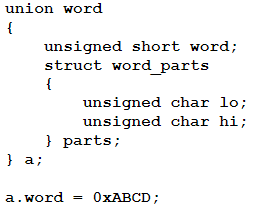 union word
{
    unsigned short word;
    struct word_parts
    {
        unsigned char lo;
        unsigned char hi;
    } parts;
} a;

a.word = 0xABCD;